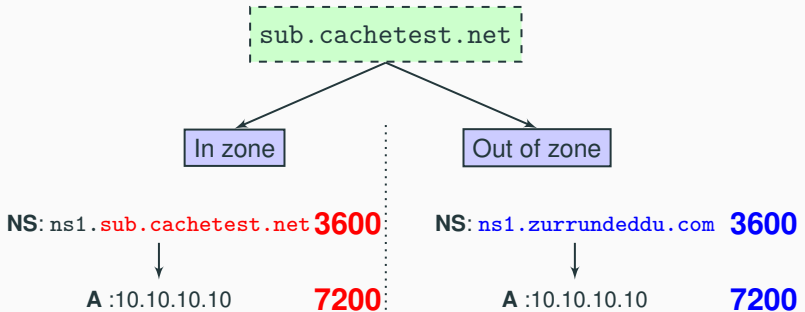 sub.cachetest.net
In zone
Out of zone
NS: ns1.sub.cachetest.net 3600
NS: ns1.zurrundeddu.com 3600
A :10.10.10.10 7200
A :10.10.10.10 7200